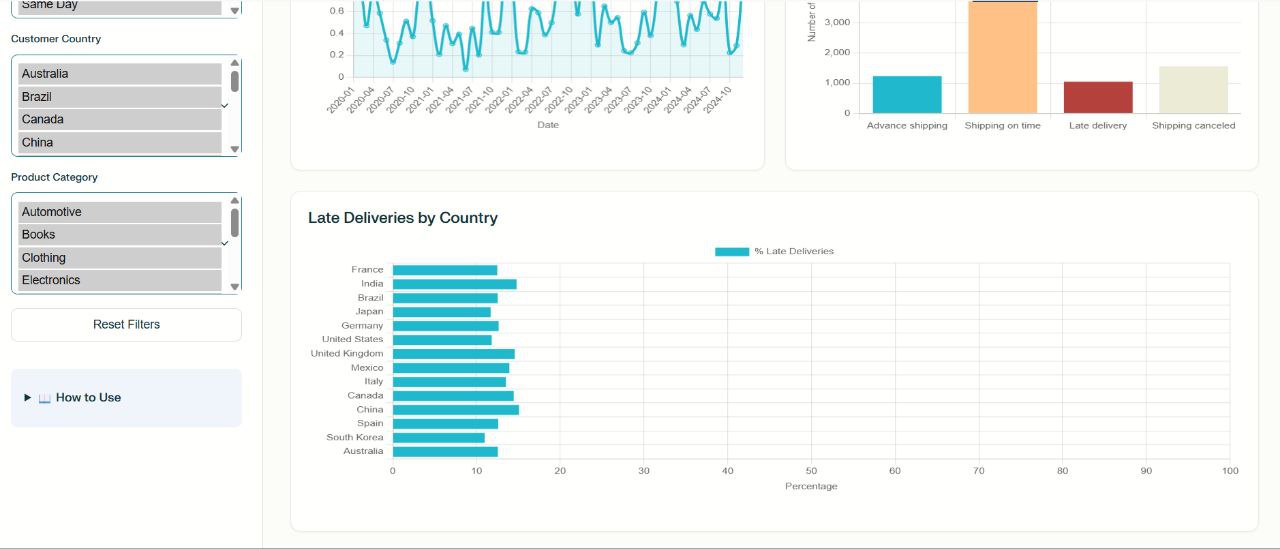 Same Day
Customer Country
Australia
Brazil
Canada
China
Product Category
Automotive
Books
Clothing
Electronics
Reset Filters
▶ 📖 How to Use
0.6
0.4
0.2
0
2020-01 2020-04 2020-07 2020-10 2021-01 2021-04 2021-07 2021-10 2022-01 2022-04 2022-07 2022-10 2023-01 2023-04 2023-07 2023-10 2024-01 2024-04 2024-07 2024-10
Date
Number of
3,000
2,000
1,000
0
Advance shipping Shipping on time Late delivery Shipping canceled
Late Deliveries by Country
% Late Deliveries
France
India
Brazil
Japan
Germany
United States
United Kingdom
Mexico
Italy
Canada
China
Spain
South Korea
Australia
0 10 20 30 40 50 60 70 80 90 100
Percentage